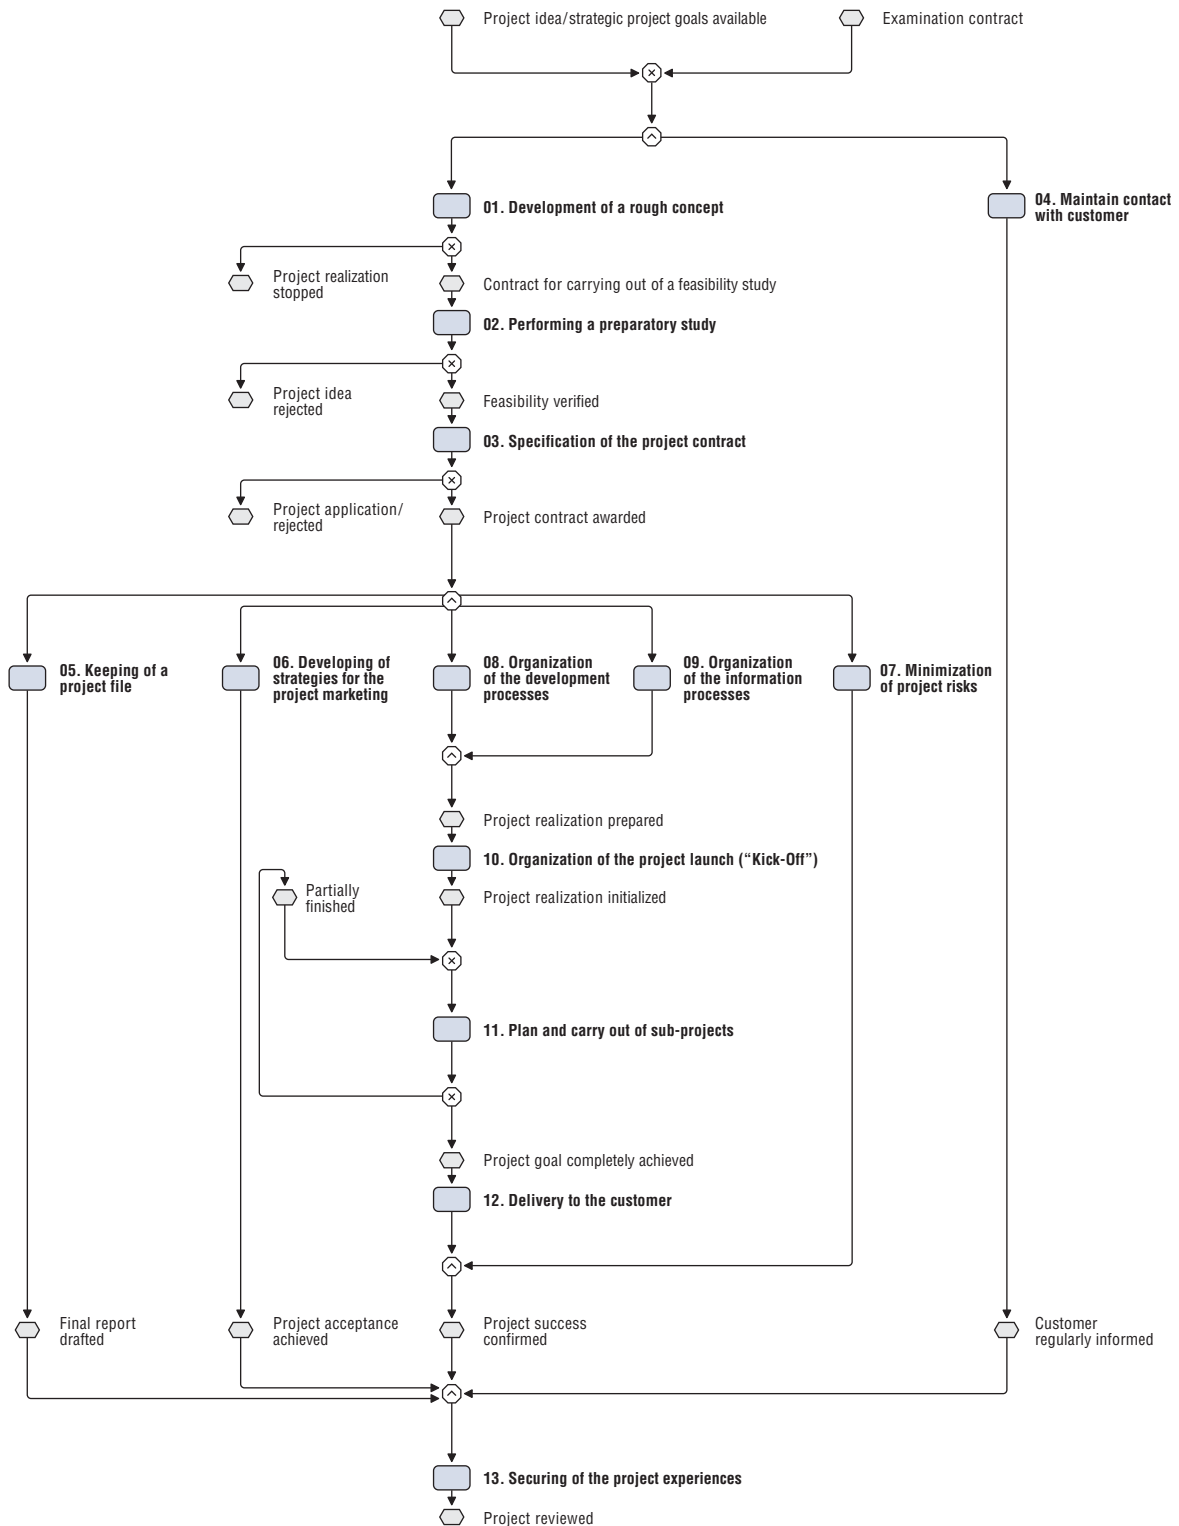 Project idea/strategic project goals available
Examination contract
01. Development of a rough concept
04. Maintain contact
with customer
Project realization
stopped
Contract for carrying out of a feasibility study
02. Performing a preparatory study
Project idea
rejected
Feasibility verified
03. Specification of the project contract
Project application/
rejected
Project contract awarded
05. Keeping of a
project file
06. Developing of
strategies for the
project marketing
08. Organization
of the development
processes
09. Organization
of the information
processes
07. Minimization
of project risks
Project realization prepared
10. Organization of the project launch (“Kick-Off”)
Partially
finished
Project realization initialized
11. Plan and carry out of sub-projects
Project goal completely achieved
12. Delivery to the customer
Final report
drafted
Project acceptance
achieved
Project success
confirmed
Customer
regularly informed
13. Securing of the project experiences
Project reviewed